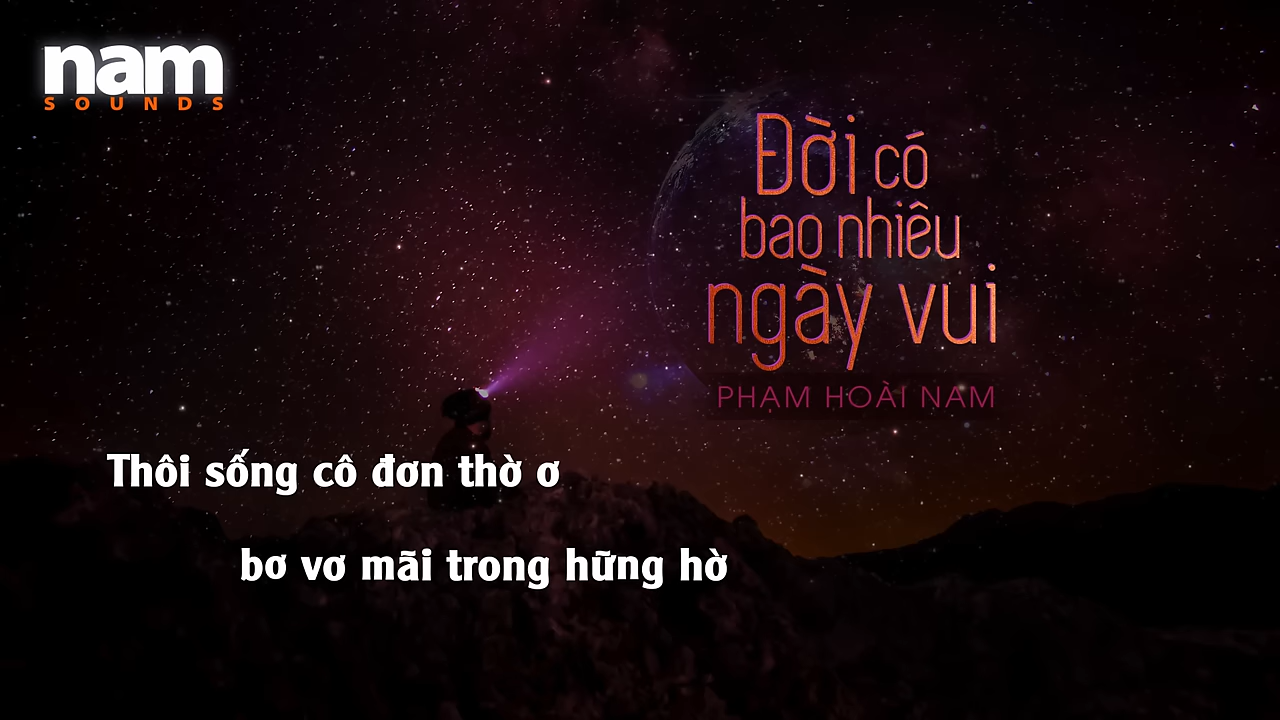 nam
SOUNDS
Đời có
bao nhiêu
ngày vui
PHẠM HOÀI NAM
Thôi sống cô đơn thờ ơ
bơ vơ mãi trong hững hờ